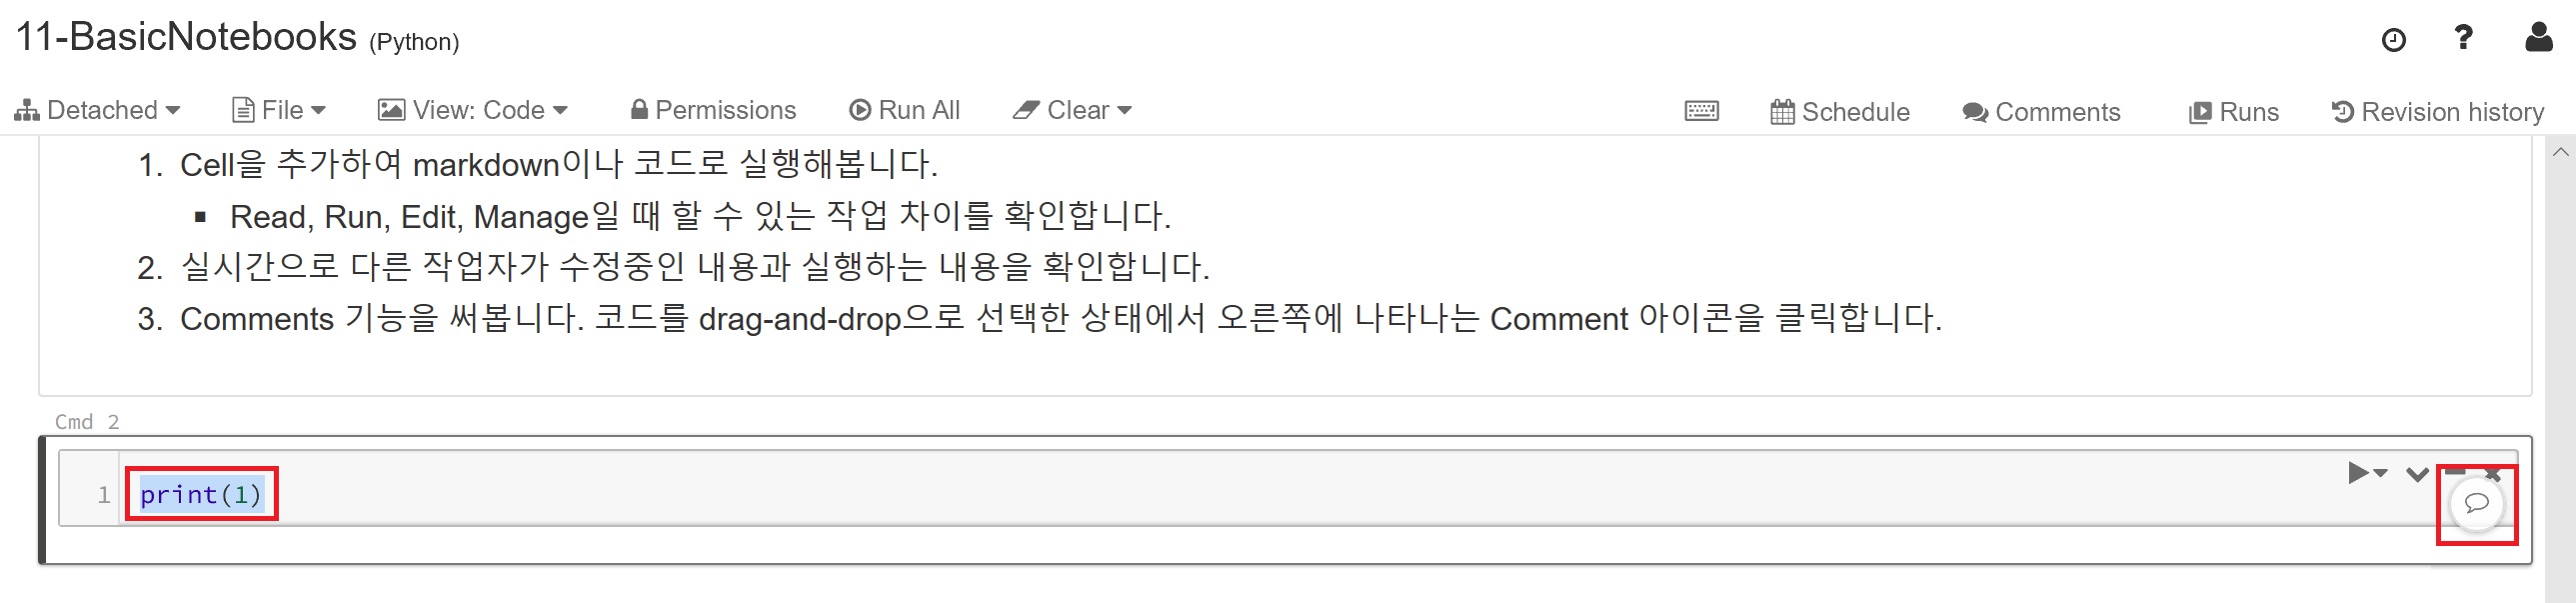 11-BasicNotebooks (Python)
Detached File View: Code Permissions Run All Clear Schedule Comments Runs Revision history
1. Cell을 추가하여 markdown이나 코드로 실행해봅니다.
▪ Read, Run, Edit, Manage일 때 할 수 있는 작업 차이를 확인합니다.
2. 실시간으로 다른 작업자가 수정중인 내용과 실행하는 내용을 확인합니다.
3. Comments 기능을 써봅니다. 코드를 drag-and-drop으로 선택한 상태에서 오른쪽에 나타나는 Comment 아이콘을 클릭합니다.
Cmd 2
1 print(1)